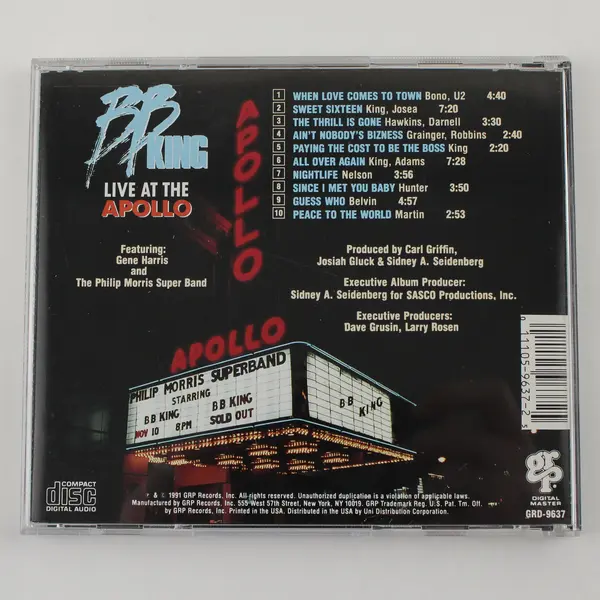 BB
KING
LIVE AT THE
APOLLO
Featuring:
Gene Harris
and
The Philip Morris Super Band
APOLLO
1 WHEN LOVE COMES TO TOWN Bono, U2 4:40
2 SWEET SIXTEEN King, Josea 7:20
3 THE THRILL IS GONE Hawkins, Darnell 3:30
4 AIN'T NOBODY'S BIZNESS Grainger, Robbins 2:40
5 PAYING THE COST TO BE THE BOSS King 2:20
6 ALL OVER AGAIN King, Adams 7:28
7 NIGHTLIFE Nelson 3:56
8 SINCE I MET YOU BABY Hunter 3:50
9 GUESS WHO Belvin 4:57
10 PEACE TO THE WORLD Martin 2:53
Produced by Carl Griffin,
Josiah Gluck & Sidney A. Seidenberg
Executive Album Producer:
Sidney A. Seidenberg for SASCO Productions, Inc.
Executive Producers:
Dave Grusin, Larry Rosen
0 11105-9637-2 5
APOLLO
PHILIP MORRIS SUPERBAND
STARRING
BB KING BB KING
NOV 10 8PM SOLD OUT
BB KING
COMPACT
disc
DIGITAL AUDIO
℗ & © 1991 GRP Records, Inc. All rights reserved. Unauthorized duplication is a violation of applicable laws.
Manufactured by GRP Records, Inc. 555 West 57th Street, New York, NY 10019. GRP Trademark Reg. U.S. Pat. Tm. Off.
by GRP Records, Inc. Printed in the USA. Distributed in the USA by Uni Distribution Corporation.
grp
DIGITAL
MASTER
GRD-9637